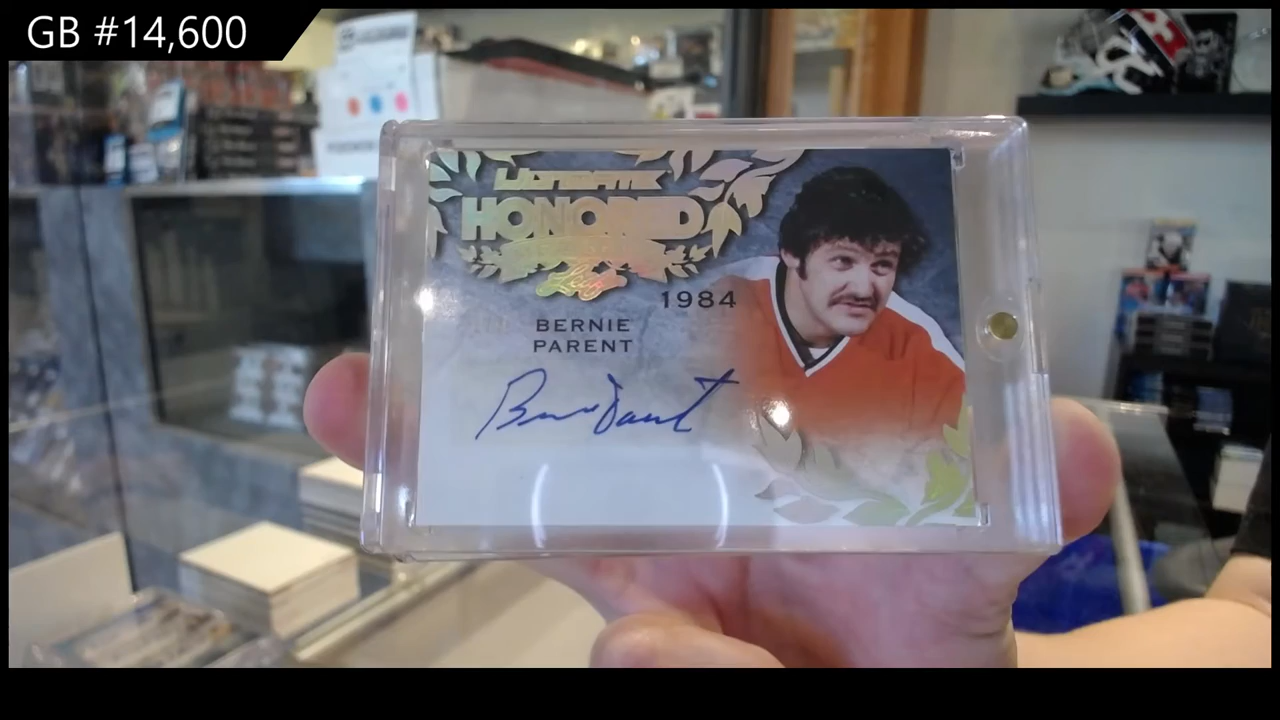 GB #14,600
ULTIMATE
HONORED
Leaf
1984
BERNIE
PARENT